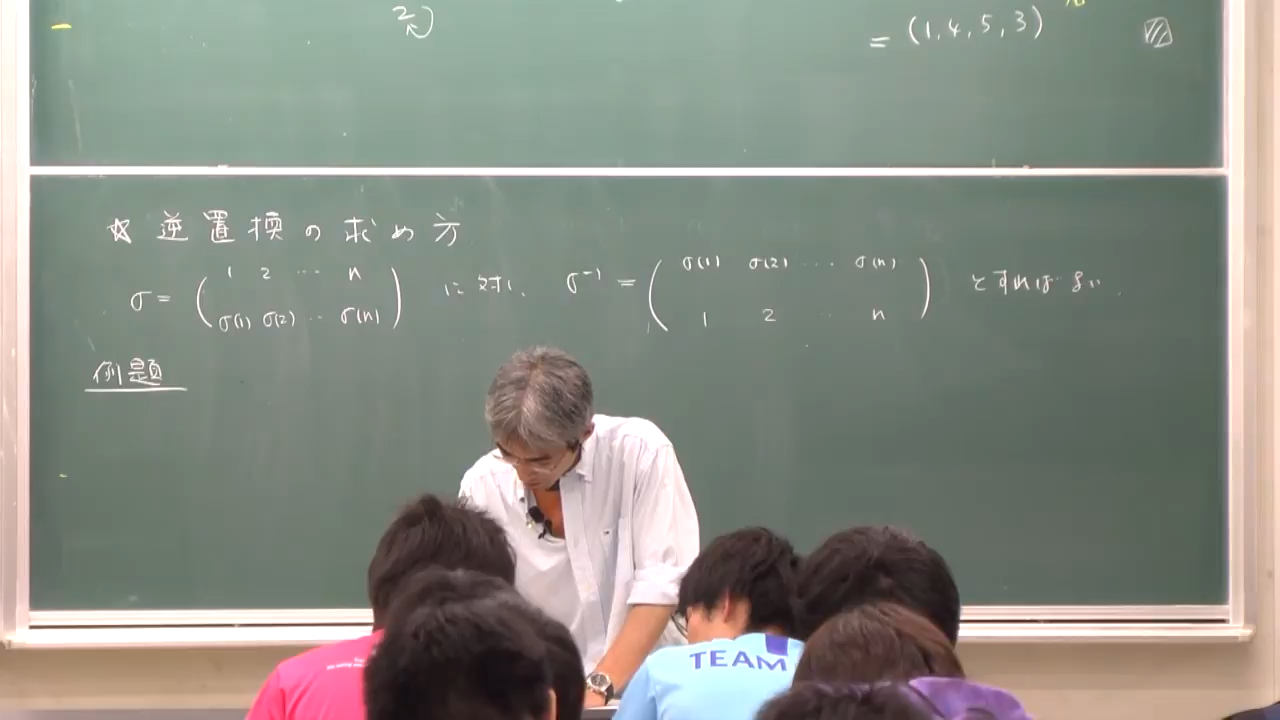 = (1, 4, 5, 3)
☆ 逆置換の求め方
σ = ( 1 2 ⋯ n ) に対し、 σ⁻¹ = ( σ(1) σ(2) ⋯ σ(n) ) とすればよい.
( σ(1) σ(2) ⋯ σ(n) ) ( 1 2 ⋯ n )
例題
TEAM